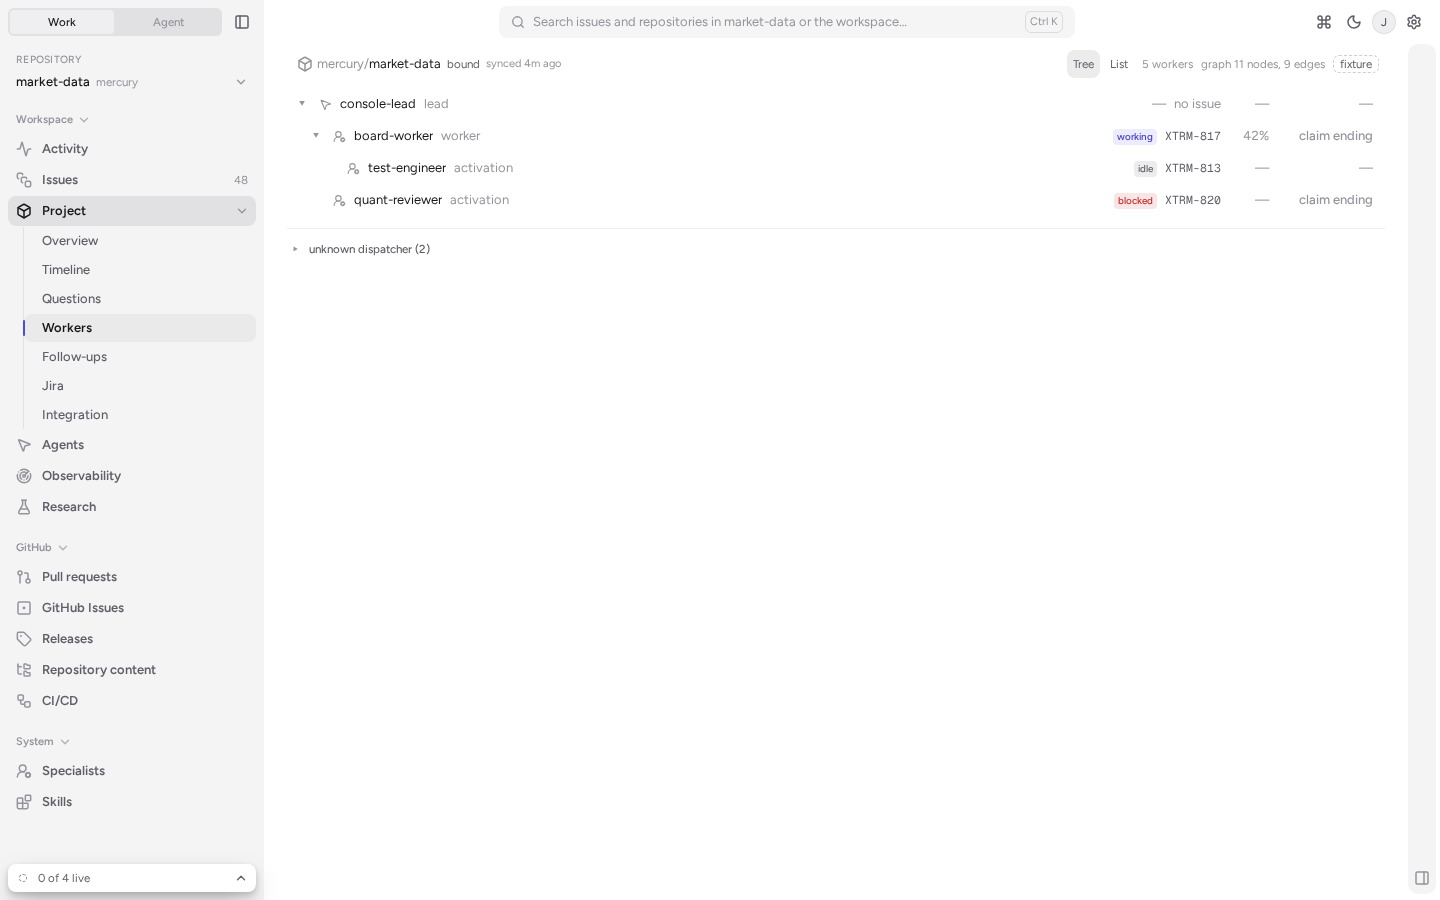 Work
Agent
REPOSITORY
market-data mercury
Workspace
Activity
Issues 48
Project
Overview
Timeline
Questions
Workers
Follow-ups
Jira
Integration
Agents
Observability
Research
GitHub
Pull requests
GitHub Issues
Releases
Repository content
CI/CD
System
Specialists
Skills
0 of 4 live
Search issues and repositories in market-data or the workspace... Ctrl K
J
mercury/market-data bound synced 4m ago
Tree List 5 workers graph 11 nodes, 9 edges fixture
console-lead lead — no issue — —
board-worker worker working XTRM-817 42% claim ending
test-engineer activation idle XTRM-813 — —
quant-reviewer activation blocked XTRM-820 — claim ending
unknown dispatcher (2)